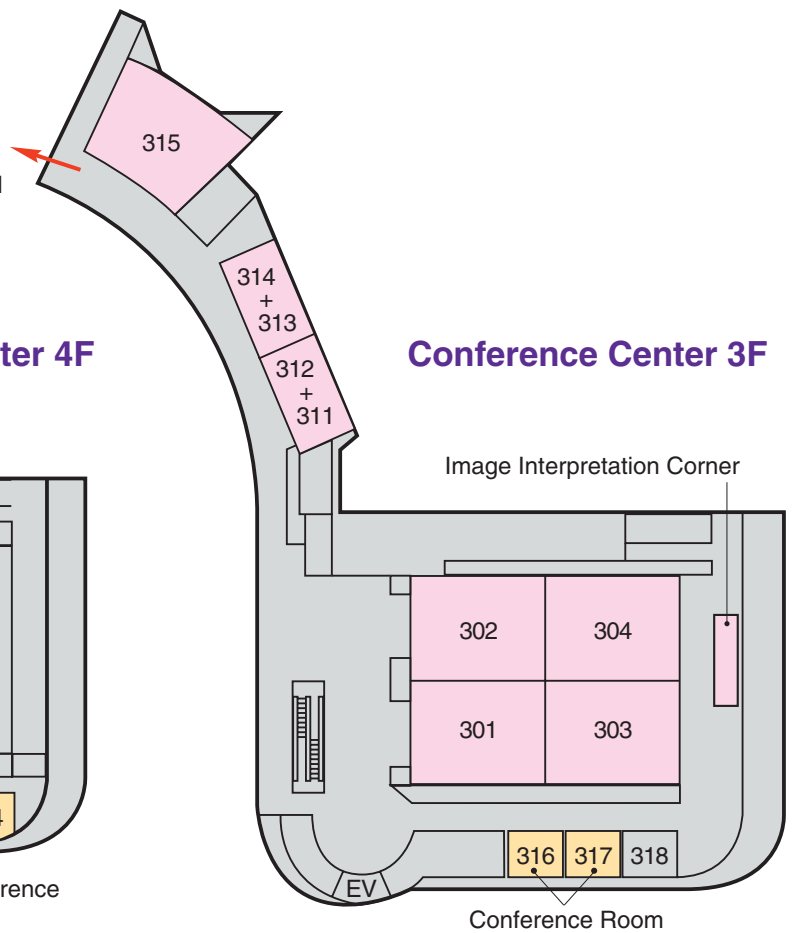 315
314
+
313
ter 4F
Conference Center 3F
312
+
311
Image Interpretation Corner
302
304
301
303
316
317
318
EV
rence
Conference Room